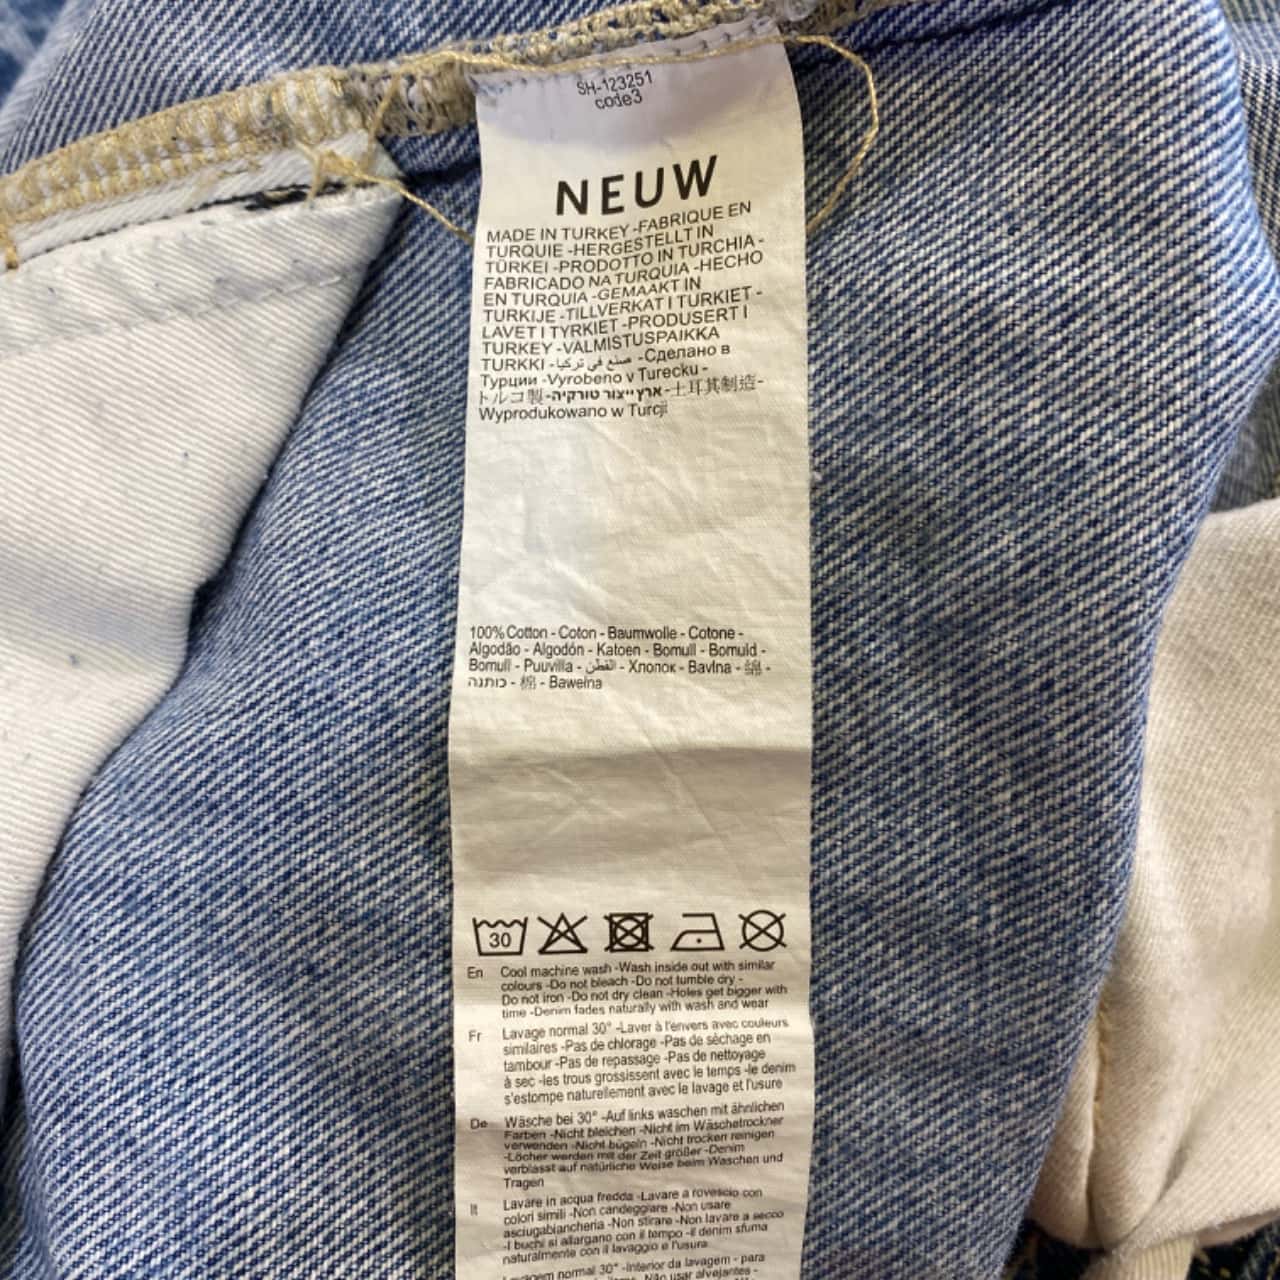 SH-123251
code3
NEUW
MADE IN TURKEY -FABRIQUE EN
TURQUIE -HERGESTELLT IN
TÜRKEI -PRODOTTO IN TURCHIA -
FABRICADO NA TURQUIA -HECHO
EN TURQUIA -GEMAAKT IN
TURKIJE -TILLVERKAT I TURKIET -
LAVET I TYRKIET -PRODUSERT I
TURKEY -VALMISTUSPAIKKA
TURKKI - صنع في تركيا -Сделано в
Турции -Vyrobeno v Turecku -
トルコ製 -ארץ ייצור טורקיה -土耳其制造-
Wyprodukowano w Turcji
100% Cotton - Coton - Baumwolle - Cotone -
Algodão - Algodón - Katoen - Bomull - Bomuld -
Bomull - Puuvilla - القطن - Хлопок - Bavlna - 綿 -
כותנה - 棉 - Bawełna
30
En Cool machine wash -Wash inside out with similar
colours -Do not bleach -Do not tumble dry -
Do not iron -Do not dry clean -Holes get bigger with
time -Denim fades naturally with wash and wear
Fr Lavage normal 30° -Laver à l'envers avec couleurs
similaires -Pas de chlorage -Pas de sèchage en
tambour -Pas de repassage -Pas de nettoyage
à sec -les trous grossissent avec le temps -le denim
s'estompe naturellement avec le lavage et l'usure
De Wäsche bei 30° -Auf links waschen mit ähnlichen
Farben -Nicht bleichen -Nicht im Wäschetrockner
verwenden -Nicht bügeln -Nicht trocken reinigen
-Löcher werden mit der Zeit größer -Denim
verblasst auf natürliche Weise beim Waschen und
Tragen
It Lavare in acqua fredda -Lavare a rovescio con
colori simili -Non candeggiare -Non usare
asciugabiancheria -Non stirare -Non lavare a secco
-I buchi si allargano con il tempo -il denim sfuma
naturalmente con il lavaggio e l'usura
normal 30° -Interior da lavagem - para
-Não usar alvejantes -